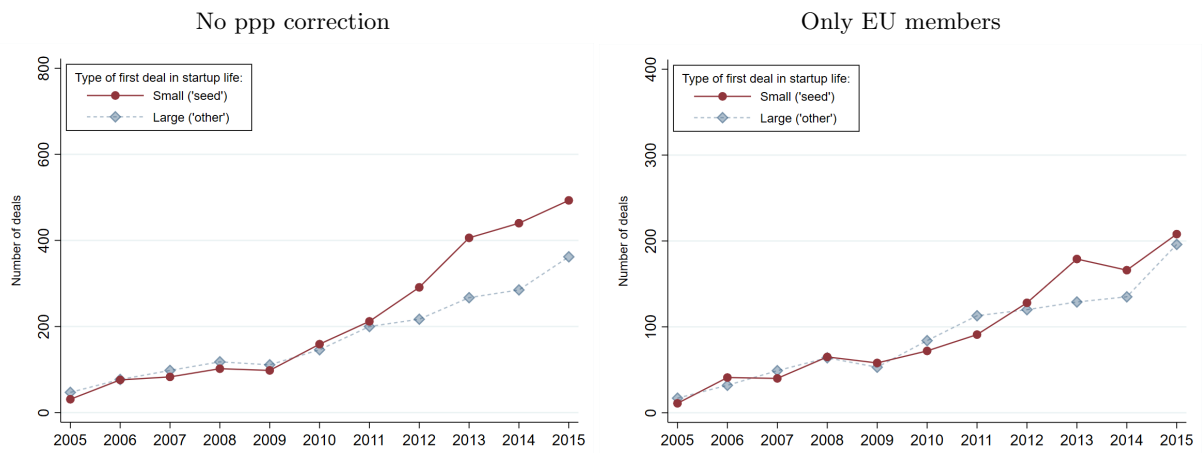 No ppp correction
Number of deals
800
600
400
200
0
Type of first deal in startup life:
Small ('seed')
Large ('other')
2005 2006 2007 2008 2009 2010 2011 2012 2013 2014 2015
Only EU members
Number of deals
400
300
200
100
0
Type of first deal in startup life:
Small ('seed')
Large ('other')
2005 2006 2007 2008 2009 2010 2011 2012 2013 2014 2015